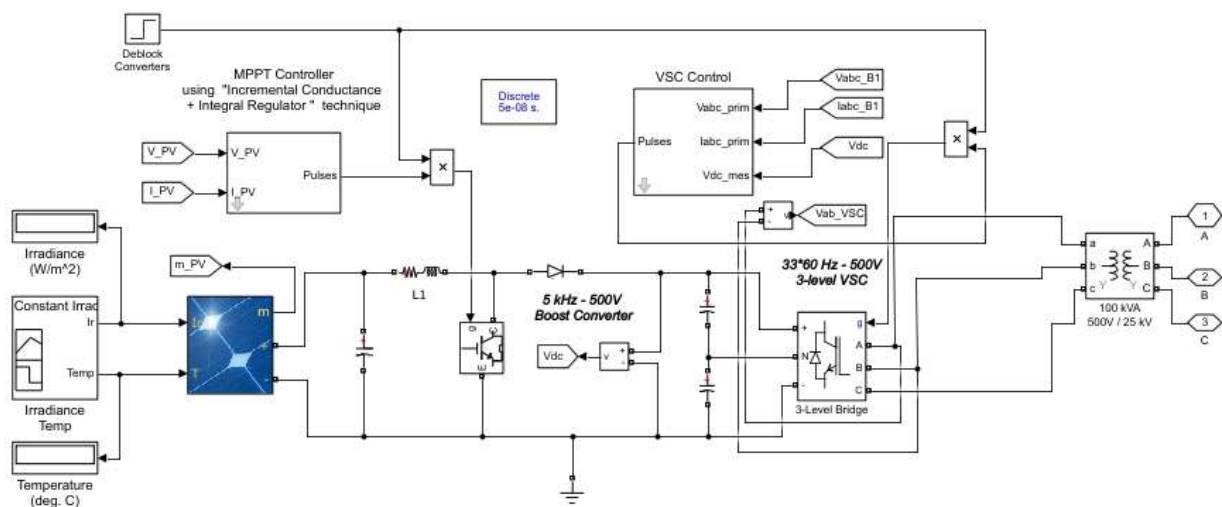 Deblock
Converters
MPPT Controller
using "Incremental Conductance
+ Integral Regulator " technique
V_PV
I_PV
V_PV
I_PV
Pulses
×
Discrete
5e-08 s.
VSC Control
Vabc_prim
Iabc_prim
Vdc_mes
Pulses
Vabc_B1
Iabc_B1
Vdc
×
+
-
v
Vab_VSC
Irradiance
(W/m^2)
m_PV
Constant Irrad
Ir
Temp
Irradiance
Temp
Temperature
(deg. C)
Ir
T
m
+
-
L1
g
C
E
5 kHz - 500V
Boost Converter
Vdc
v
+
-
33*60 Hz - 500V
3-level VSC
+
N
-
g
A
B
C
3-Level Bridge
a
b
c
A
B
C
Y
Y
100 kVA
500V / 25 kV
1
A
2
B
3
C